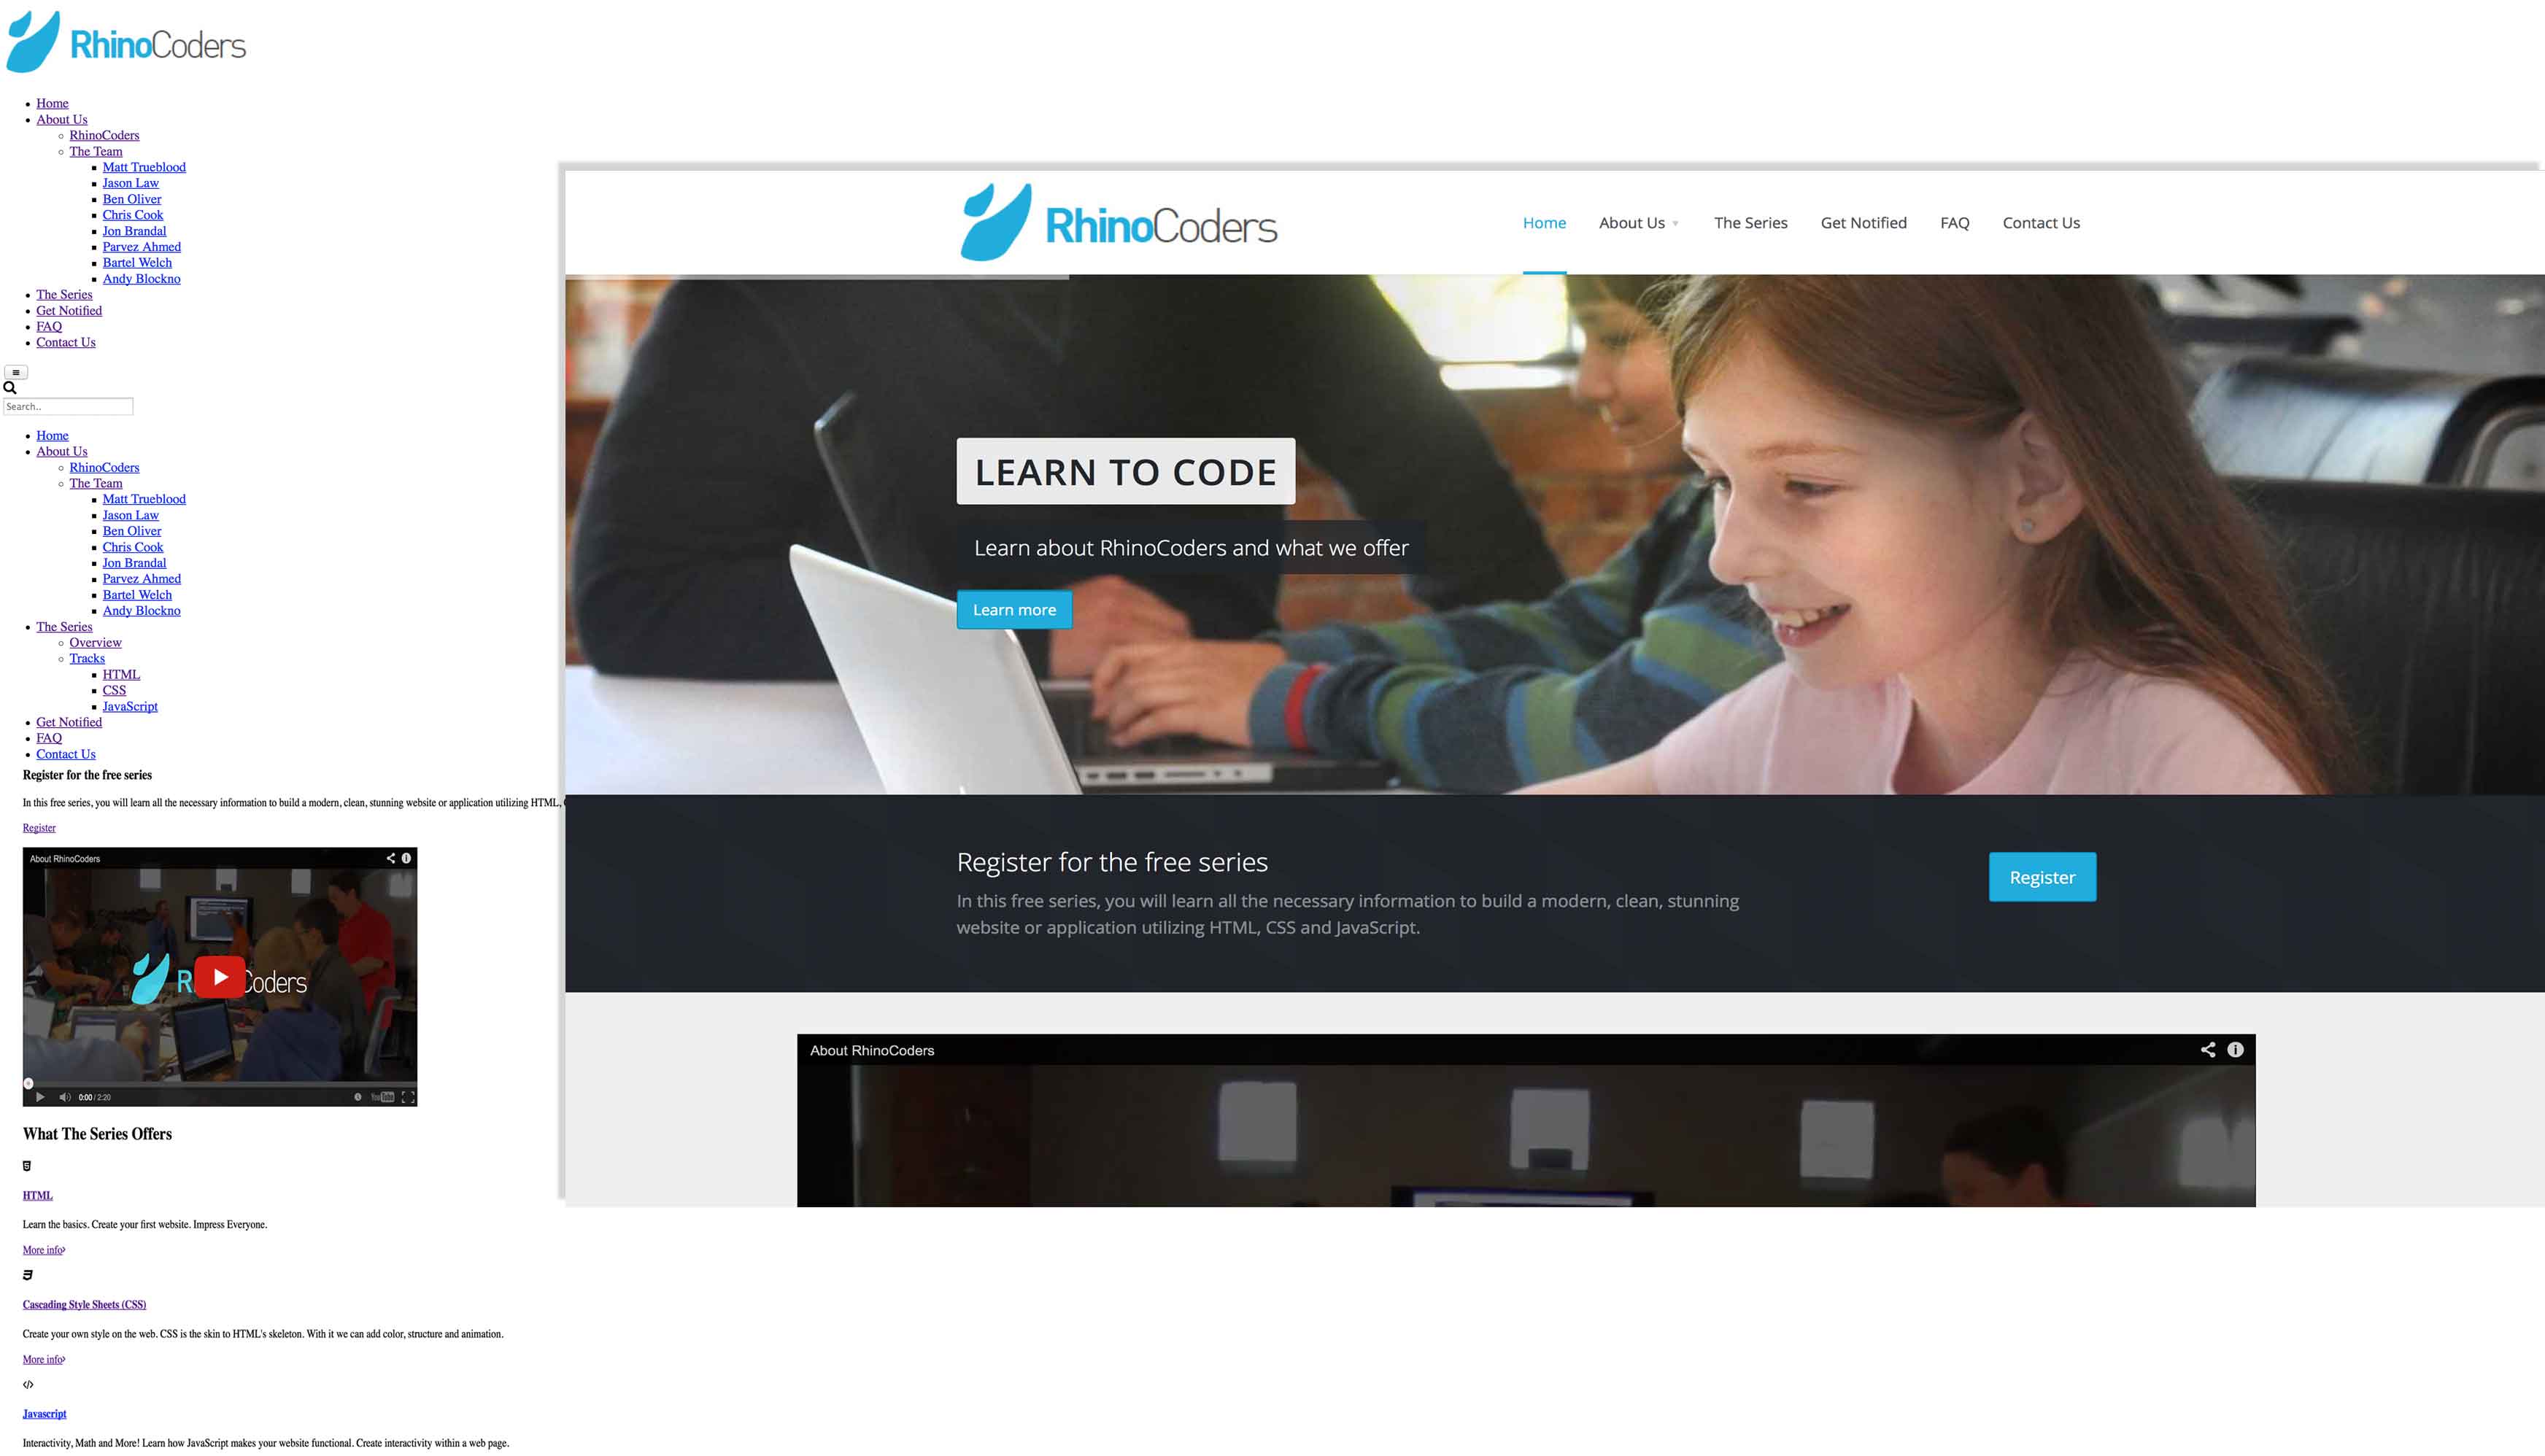 RhinoCoders
Home
About Us
RhinoCoders
The Team
Matt Trueblood
Jason Law
Ben Oliver
Chris Cook
Jon Brandal
Parvez Ahmed
Bartel Welch
Andy Blockno
The Series
Get Notified
FAQ
Contact Us
Search..
Home
About Us
RhinoCoders
The Team
Matt Trueblood
Jason Law
Ben Oliver
Chris Cook
Jon Brandal
Parvez Ahmed
Bartel Welch
Andy Blockno
The Series
Overview
Tracks
HTML
CSS
JavaScript
Get Notified
FAQ
Contact Us
Register for the free series
In this free series, you will learn all the necessary information to build a modern, clean, stunning website or application utilizing HTML,
Register
About RhinoCoders
R Coders
0:00 / 2:20
YouTube
What The Series Offers
HTML
Learn the basics. Create your first website. Impress Everyone.
More info
Cascading Style Sheets (CSS)
Create your own style on the web. CSS is the skin to HTML's skeleton. With it we can add color, structure and animation.
More info
Javascript
Interactivity, Math and More! Learn how JavaScript makes your website functional. Create interactivity within a web page.
RhinoCoders
Home About Us The Series Get Notified FAQ Contact Us
LEARN TO CODE
Learn about RhinoCoders and what we offer
Learn more
Register for the free series
In this free series, you will learn all the necessary information to build a modern, clean, stunning
website or application utilizing HTML, CSS and JavaScript.
Register
About RhinoCoders